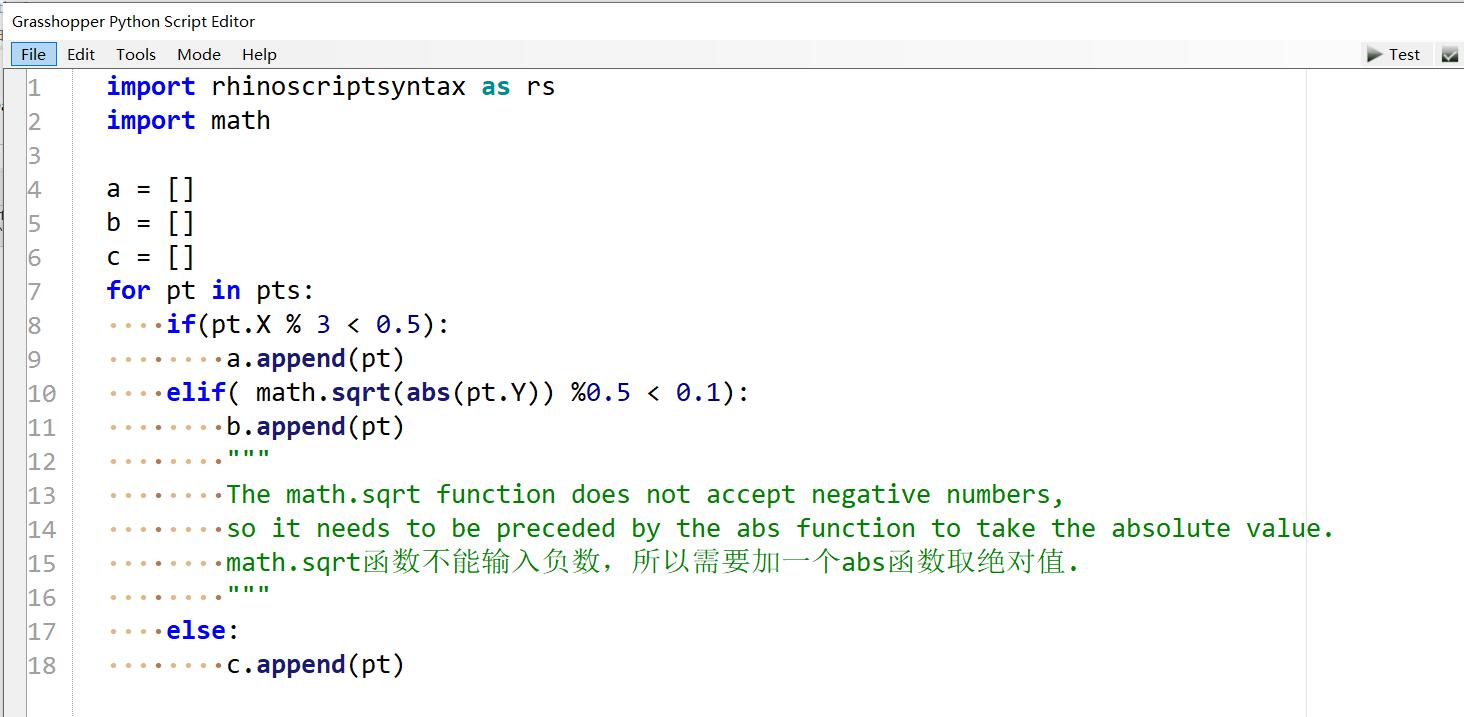 Grasshopper Python Script Editor
File Edit Tools Mode Help Test
1 import rhinoscriptsyntax as rs
2 import math
3
4 a = []
5 b = []
6 c = []
7 for pt in pts:
8     if(pt.X % 3 < 0.5):
9         a.append(pt)
10     elif( math.sqrt(abs(pt.Y)) %0.5 < 0.1):
11         b.append(pt)
12         """
13         The math.sqrt function does not accept negative numbers,
14         so it needs to be preceded by the abs function to take the absolute value.
15         math.sqrt函数不能输入负数，所以需要加一个abs函数取绝对值.
16         """
17     else:
18         c.append(pt)